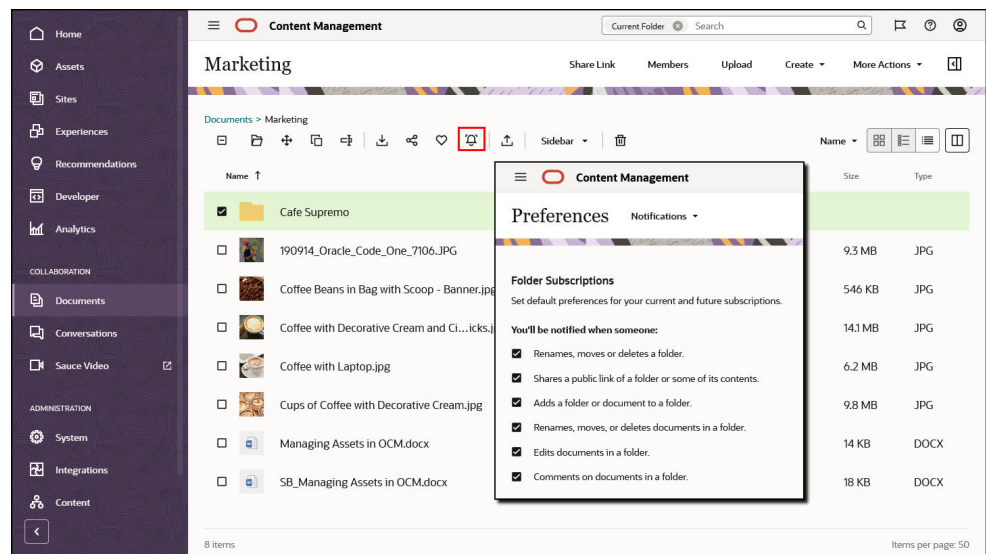 Home
Assets
Sites
Experiences
Recommendations
Developer
Analytics
COLLABORATION
Documents
Conversations
Sauce Video
ADMINISTRATION
System
Integrations
Content
Content Management
Current Folder Search
Marketing
Share Link Members Upload Create More Actions
Documents > Marketing
Sidebar
Name
Name Size Type
Cafe Supremo
190914_Oracle_Code_One_7106.JPG 9.3 MB JPG
Coffee Beans in Bag with Scoop - Banner.jpg 546 KB JPG
Coffee with Decorative Cream and Ci...icks.j 14.1 MB JPG
Coffee with Laptop.jpg 6.2 MB JPG
Cups of Coffee with Decorative Cream.jpg 9.8 MB JPG
Managing Assets in OCM.docx 14 KB DOCX
SB_Managing Assets in OCM.docx 18 KB DOCX
8 items Items per page: 50
Content Management
Preferences Notifications
Folder Subscriptions
Set default preferences for your current and future subscriptions.
You'll be notified when someone:
Renames, moves or deletes a folder.
Shares a public link of a folder or some of its contents.
Adds a folder or document to a folder.
Renames, moves, or deletes documents in a folder.
Edits documents in a folder.
Comments on documents in a folder.